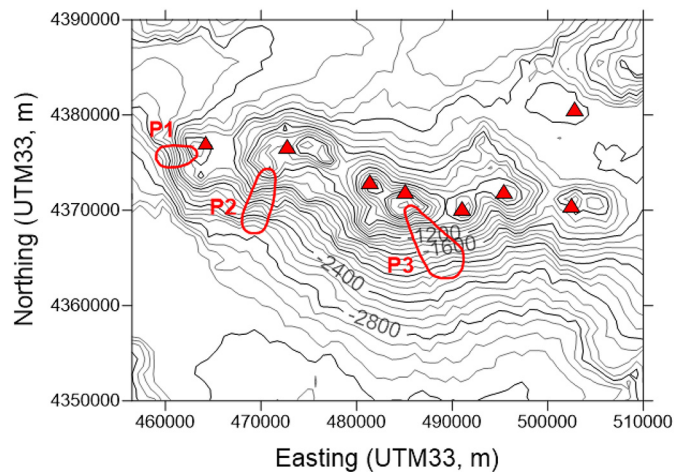 4390000
4380000
4370000
4360000
4350000
Northing (UTM33, m)
P1
P2
P3
-1200
-1600
-2400
-2800
460000 470000 480000 490000 500000 510000
Easting (UTM33, m)